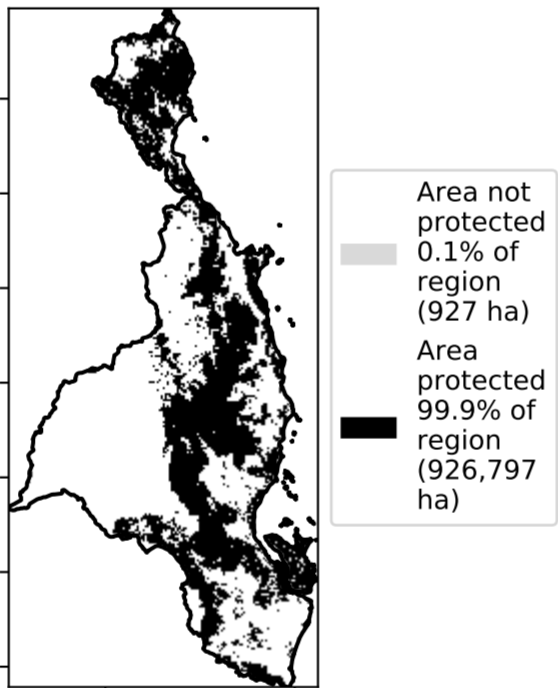 Area not
protected
0.1% of
region
(927 ha)
Area
protected
99.9% of
region
(926,797
ha)